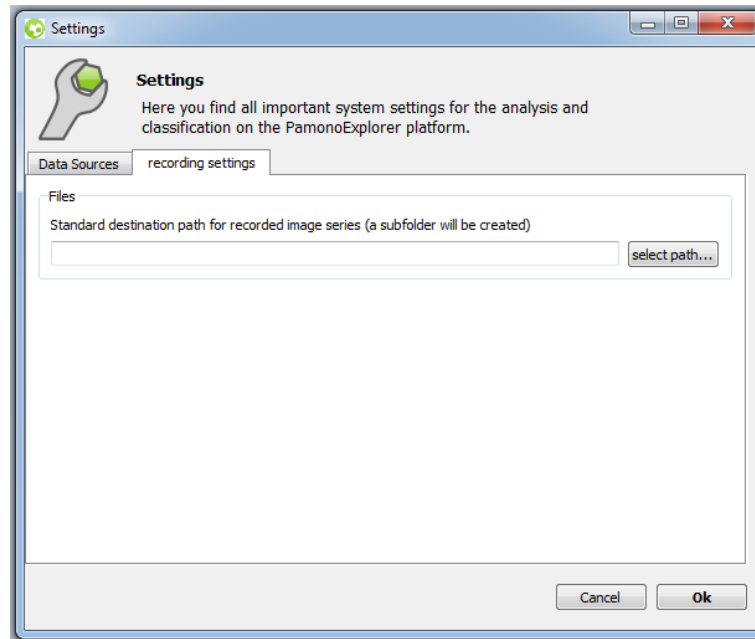 Settings
Settings
Here you find all important system settings for the analysis and
classification on the PamonoExplorer platform.
Data Sources
recording settings
Files
Standard destination path for recorded image series (a subfolder will be created)
select path...
Cancel
Ok